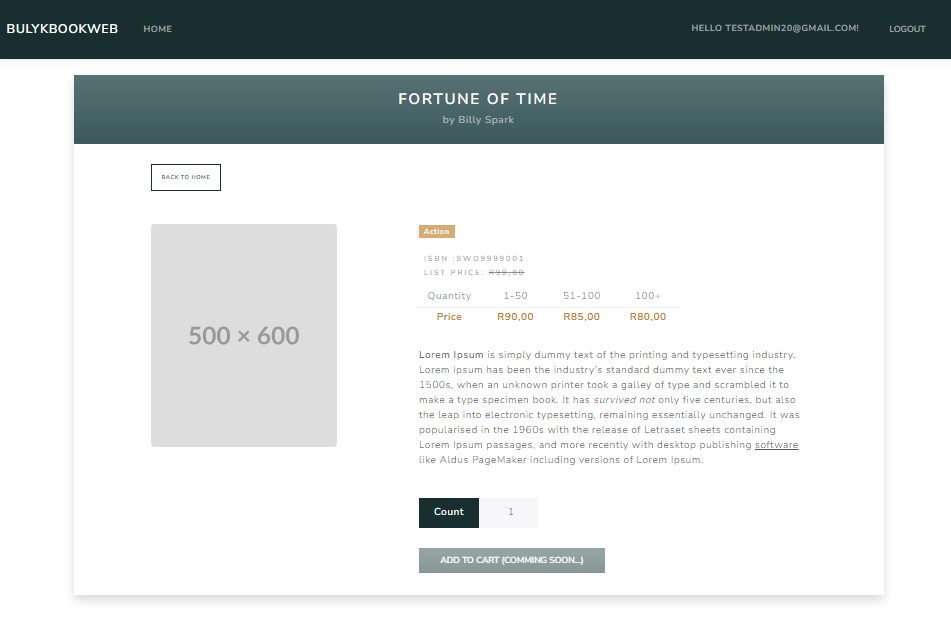 BULYKBOOKWEB HOME HELLO TESTADMIN20@GMAIL.COM! LOGOUT
FORTUNE OF TIME
by Billy Spark
BACK TO HOME
500 × 600
Action
ISBN :SWD9999001
LIST PRICE: R99,00
Quantity 1-50 51-100 100+
Price R90,00 R85,00 R80,00
Lorem Ipsum is simply dummy text of the printing and typesetting industry.
Lorem Ipsum has been the industry's standard dummy text ever since the
1500s, when an unknown printer took a galley of type and scrambled it to
make a type specimen book. It has survived not only five centuries, but also
the leap into electronic typesetting, remaining essentially unchanged. It was
popularised in the 1960s with the release of Letraset sheets containing
Lorem Ipsum passages, and more recently with desktop publishing software
like Aldus PageMaker including versions of Lorem Ipsum.
Count 1
ADD TO CART (COMMING SOON...)